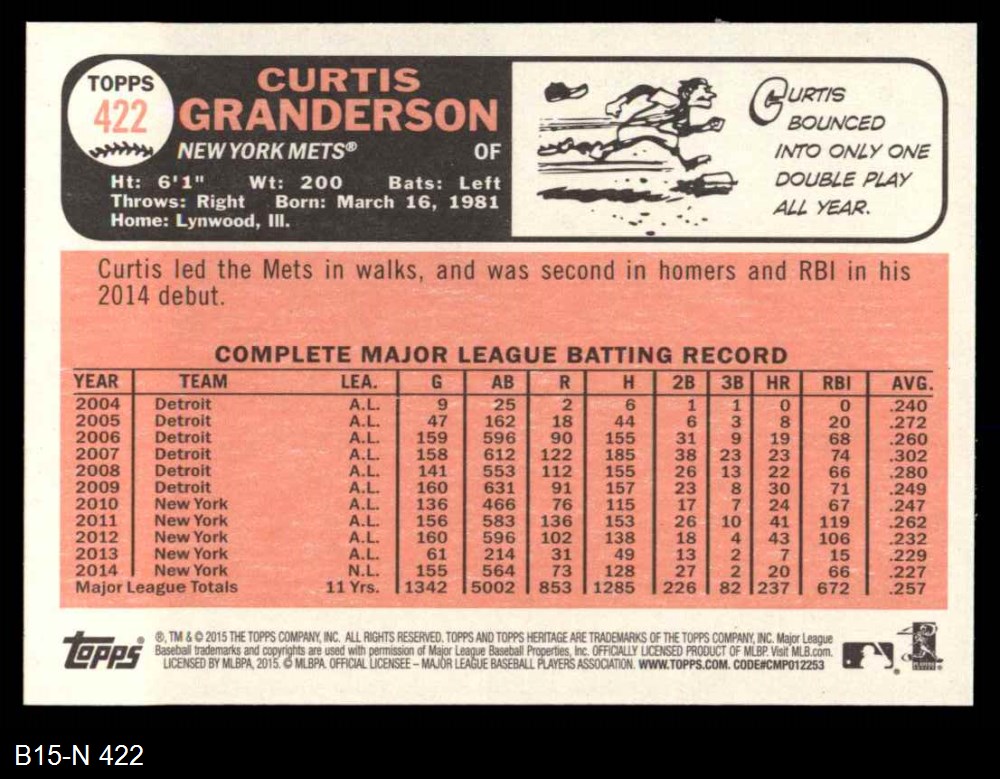 TOPPS
422
CURTIS
GRANDERSON
NEW YORK METS® OF
Ht: 6'1" Wt: 200 Bats: Left
Throws: Right Born: March 16, 1981
Home: Lynwood, Ill.
CURTIS
BOUNCED
INTO ONLY ONE
DOUBLE PLAY
ALL YEAR.
Curtis led the Mets in walks, and was second in homers and RBI in his
2014 debut.
COMPLETE MAJOR LEAGUE BATTING RECORD
YEAR TEAM LEA. G AB R H 2B 3B HR RBI AVG.
2004 Detroit A.L. 9 25 2 6 1 1 0 0 .240
2005 Detroit A.L. 47 162 18 44 6 3 8 20 .272
2006 Detroit A.L. 159 596 90 155 31 9 19 68 .260
2007 Detroit A.L. 158 612 122 185 38 23 23 74 .302
2008 Detroit A.L. 141 553 112 155 26 13 22 66 .280
2009 Detroit A.L. 160 631 91 157 23 8 30 71 .249
2010 New York A.L. 136 466 76 115 17 7 24 67 .247
2011 New York A.L. 156 583 136 153 26 10 41 119 .262
2012 New York A.L. 160 596 102 138 18 4 43 106 .232
2013 New York A.L. 61 214 31 49 13 2 7 15 .229
2014 New York N.L. 155 564 73 128 27 2 20 66 .227
Major League Totals 11 Yrs. 1342 5002 853 1285 226 82 237 672 .257
topps®
®, TM & © 2015 THE TOPPS COMPANY, INC. ALL RIGHTS RESERVED. TOPPS AND TOPPS HERITAGE ARE TRADEMARKS OF THE TOPPS COMPANY, INC. Major League
Baseball trademarks and copyrights are used with permission of Major League Baseball Properties, Inc. OFFICIALLY LICENSED PRODUCT OF MLBP. Visit MLB.com.
LICENSED BY MLBPA, 2015. © MLBPA. OFFICIAL LICENSEE – MAJOR LEAGUE BASEBALL PLAYERS ASSOCIATION. WWW.TOPPS.COM. CODE#CMP012253
B15-N 422